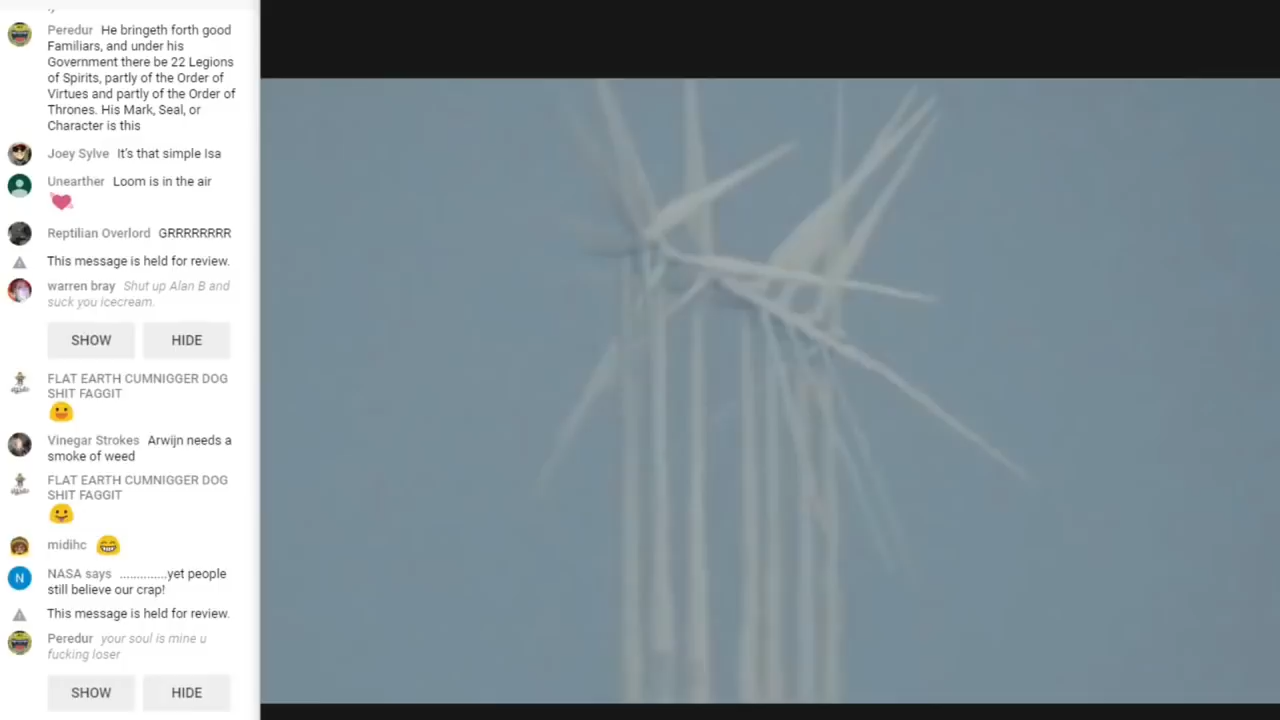 Peredur He bringeth forth good
Familiars, and under his
Government there be 22 Legions
of Spirits, partly of the Order of
Virtues and partly of the Order of
Thrones. His Mark, Seal, or
Character is this
Joey Sylve It's that simple Isa
Unearther Loom is in the air
Reptilian Overlord GRRRRRRRR
This message is held for review.
warren bray Shut up Alan B and
suck you icecream.
SHOW HIDE
FLAT EARTH CUMNIGGER DOG
SHIT FAGGIT
Vinegar Strokes Arwijn needs a
smoke of weed
FLAT EARTH CUMNIGGER DOG
SHIT FAGGIT
midihc
N
NASA says ..............yet people
still believe our crap!
This message is held for review.
Peredur your soul is mine u
fucking loser
SHOW HIDE